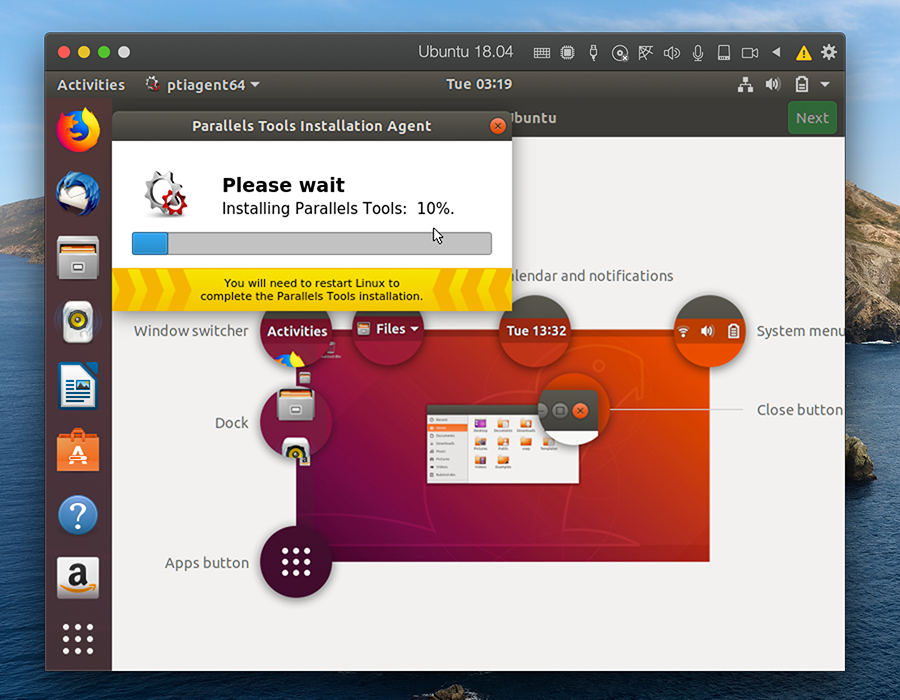 Ubuntu 18.04
Activities
ptiagent64
Tue 03:19
Parallels Tools Installation Agent
Ubuntu
Next
Please wait
Installing Parallels Tools: 10%.
You will need to restart Linux to
complete the Parallels Tools installation.
alendar and notifications
Window switcher
Activities
Files
Tue 13:32
System menu
Dock
Close button
Apps button